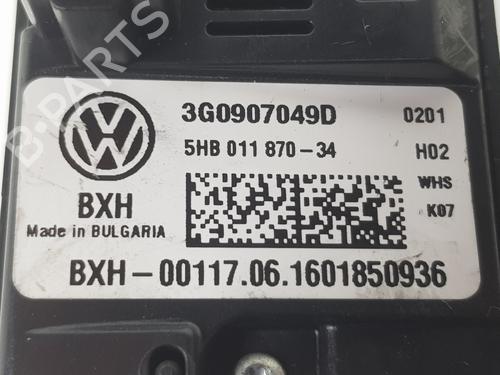 3G0907049D 0201
5HB 011 870-34 H02
WHS
BXH K07
Made in BULGARIA
BXH-00117.06.1601850936
B-PARTS